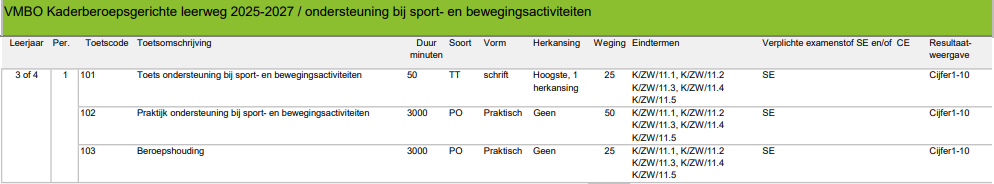 VMBO Kaderberoepsgerichte leerweg 2025-2027 / ondersteuning bij sport- en bewegingsactiviteiten
Leerjaar Per. Toetscode Toetsomschrijving Duur minuten Soort Vorm Herkansing Weging Eindtermen Verplichte examenstof SE en/of CE Resultaat-weergave
3 of 4 1 101 Toets ondersteuning bij sport- en bewegingsactiviteiten 50 TT schrift Hoogste, 1 25 K/ZW/11.1, K/ZW/11.2 SE Cijfer1-10
herkansing K/ZW/11.3, K/ZW/11.4
K/ZW/11.5
102 Praktijk ondersteuning bij sport- en bewegingsactiviteiten 3000 PO Praktisch Geen 50 K/ZW/11.1, K/ZW/11.2 SE Cijfer1-10
K/ZW/11.3, K/ZW/11.4
K/ZW/11.5
103 Beroepshouding 3000 PO Praktisch Geen 25 K/ZW/11.1, K/ZW/11.2 SE Cijfer1-10
K/ZW/11.3, K/ZW/11.4
K/ZW/11.5